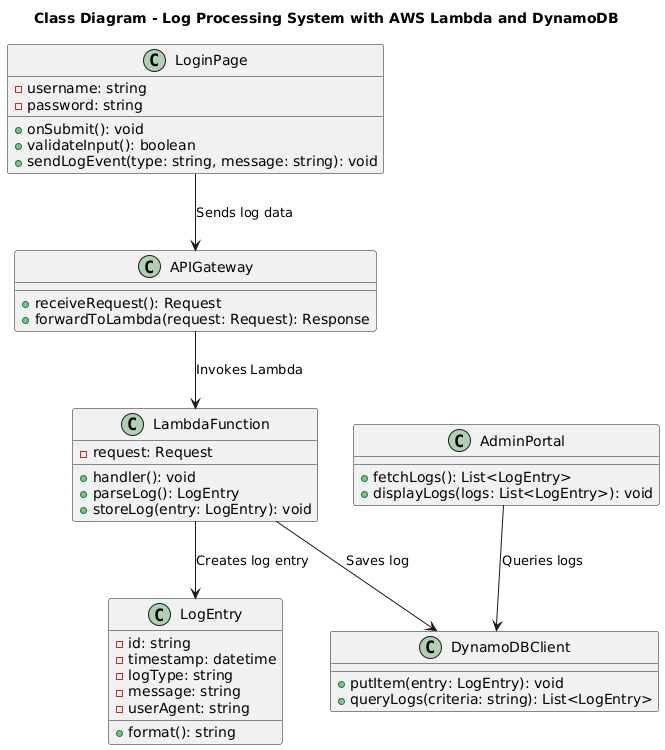 Class Diagram - Log Processing System with AWS Lambda and DynamoDB
C LoginPage
username: string
password: string
onSubmit(): void
validateInput(): boolean
sendLogEvent(type: string, message: string): void
Sends log data
C APIGateway
receiveRequest(): Request
forwardToLambda(request: Request): Response
Invokes Lambda
C LambdaFunction
request: Request
handler(): void
parseLog(): LogEntry
storeLog(entry: LogEntry): void
C AdminPortal
fetchLogs(): List<LogEntry>
displayLogs(logs: List<LogEntry>): void
Creates log entry
Saves log
Queries logs
C LogEntry
id: string
timestamp: datetime
logType: string
message: string
userAgent: string
format(): string
C DynamoDBClient
putItem(entry: LogEntry): void
queryLogs(criteria: string): List<LogEntry>